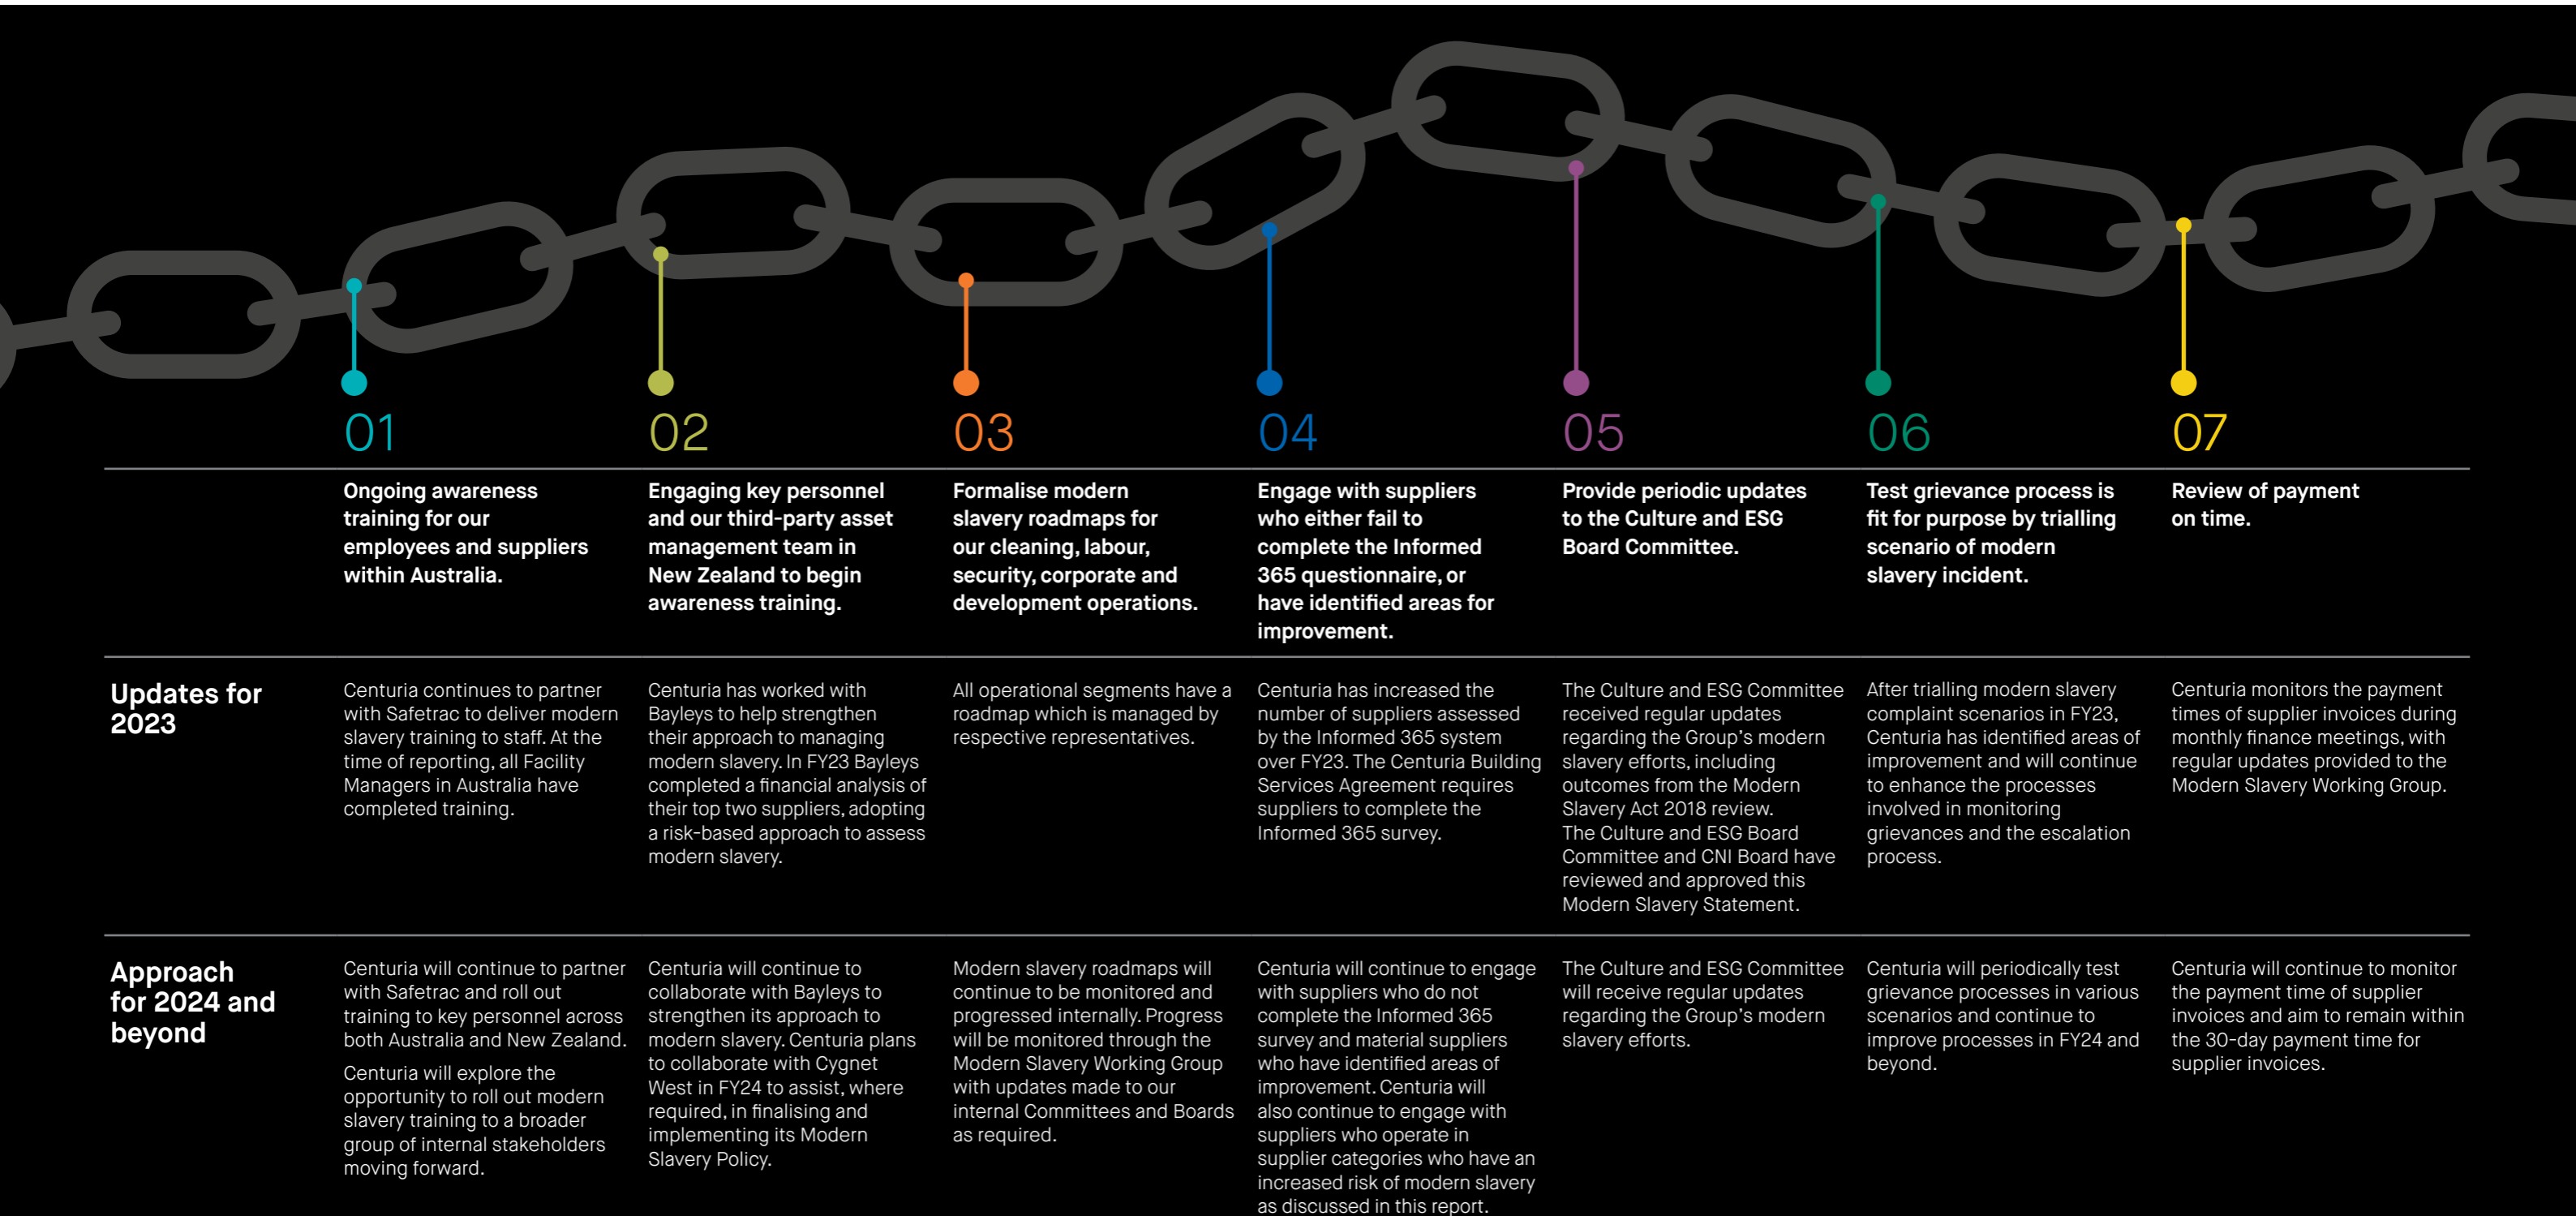 01
02
03
04
05
06
07
Ongoing awareness
training for our
employees and suppliers
within Australia.
Engaging key personnel
and our third-party asset
management team in
New Zealand to begin
awareness training.
Formalise modern
slavery roadmaps for
our cleaning, labour,
security, corporate and
development operations.
Engage with suppliers
who either fail to
complete the Informed
365 questionnaire, or
have identified areas for
improvement.
Provide periodic updates
to the Culture and ESG
Board Committee.
Test grievance process is
fit for purpose by trialling
scenario of modern
slavery incident.
Review of payment
on time.
Updates for
2023
Centuria continues to partner
with Safetrac to deliver modern
slavery training to staff. At the
time of reporting, all Facility
Managers in Australia have
completed training.
Centuria has worked with
Bayleys to help strengthen
their approach to managing
modern slavery. In FY23 Bayleys
completed a financial analysis of
their top two suppliers, adopting
a risk-based approach to assess
modern slavery.
All operational segments have a
roadmap which is managed by
respective representatives.
Centuria has increased the
number of suppliers assessed
by the Informed 365 system
over FY23. The Centuria Building
Services Agreement requires
suppliers to complete the
Informed 365 survey.
The Culture and ESG Committee
received regular updates
regarding the Group's modern
slavery efforts, including
outcomes from the Modern
Slavery Act 2018 review.
The Culture and ESG Board
Committee and CNI Board have
reviewed and approved this
Modern Slavery Statement.
After trialling modern slavery
complaint scenarios in FY23,
Centuria has identified areas of
improvement and will continue
to enhance the processes
involved in monitoring
grievances and the escalation
process.
Centuria monitors the payment
times of supplier invoices during
monthly finance meetings, with
regular updates provided to the
Modern Slavery Working Group.
Approach
for 2024 and
beyond
Centuria will continue to partner
with Safetrac and roll out
training to key personnel across
both Australia and New Zealand.
Centuria will explore the
opportunity to roll out modern
slavery training to a broader
group of internal stakeholders
moving forward.
Centuria will continue to
collaborate with Bayleys to
strengthen its approach to
modern slavery. Centuria plans
to collaborate with Cygnet
West in FY24 to assist, where
required, in finalising and
implementing its Modern
Slavery Policy.
Modern slavery roadmaps will
continue to be monitored and
progressed internally. Progress
will be monitored through the
Modern Slavery Working Group
with updates made to our
internal Committees and Boards
as required.
Centuria will continue to engage
with suppliers who do not
complete the Informed 365
survey and material suppliers
who have identified areas of
improvement. Centuria will
also continue to engage with
suppliers who operate in
supplier categories who have an
increased risk of modern slavery
as discussed in this report.
The Culture and ESG Committee
will receive regular updates
regarding the Group's modern
slavery efforts.
Centuria will periodically test
grievance processes in various
scenarios and continue to
improve processes in FY24 and
beyond.
Centuria will continue to monitor
the payment time of supplier
invoices and aim to remain within
the 30-day payment time for
supplier invoices.